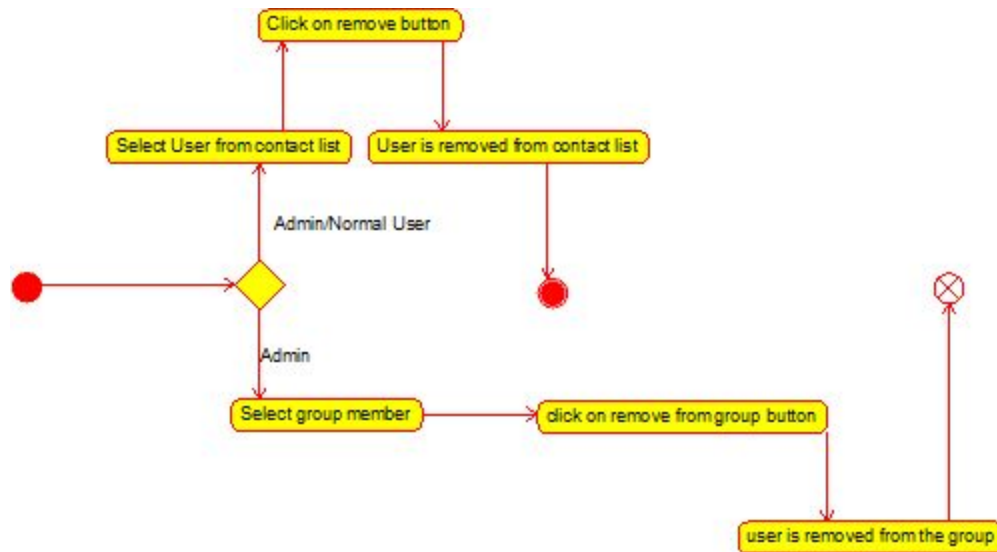 Click on remove button
Select User from contact list
User is removed from contact list
Admin/Normal User
Admin
Select group member
click on remove from group button
user is removed from the group